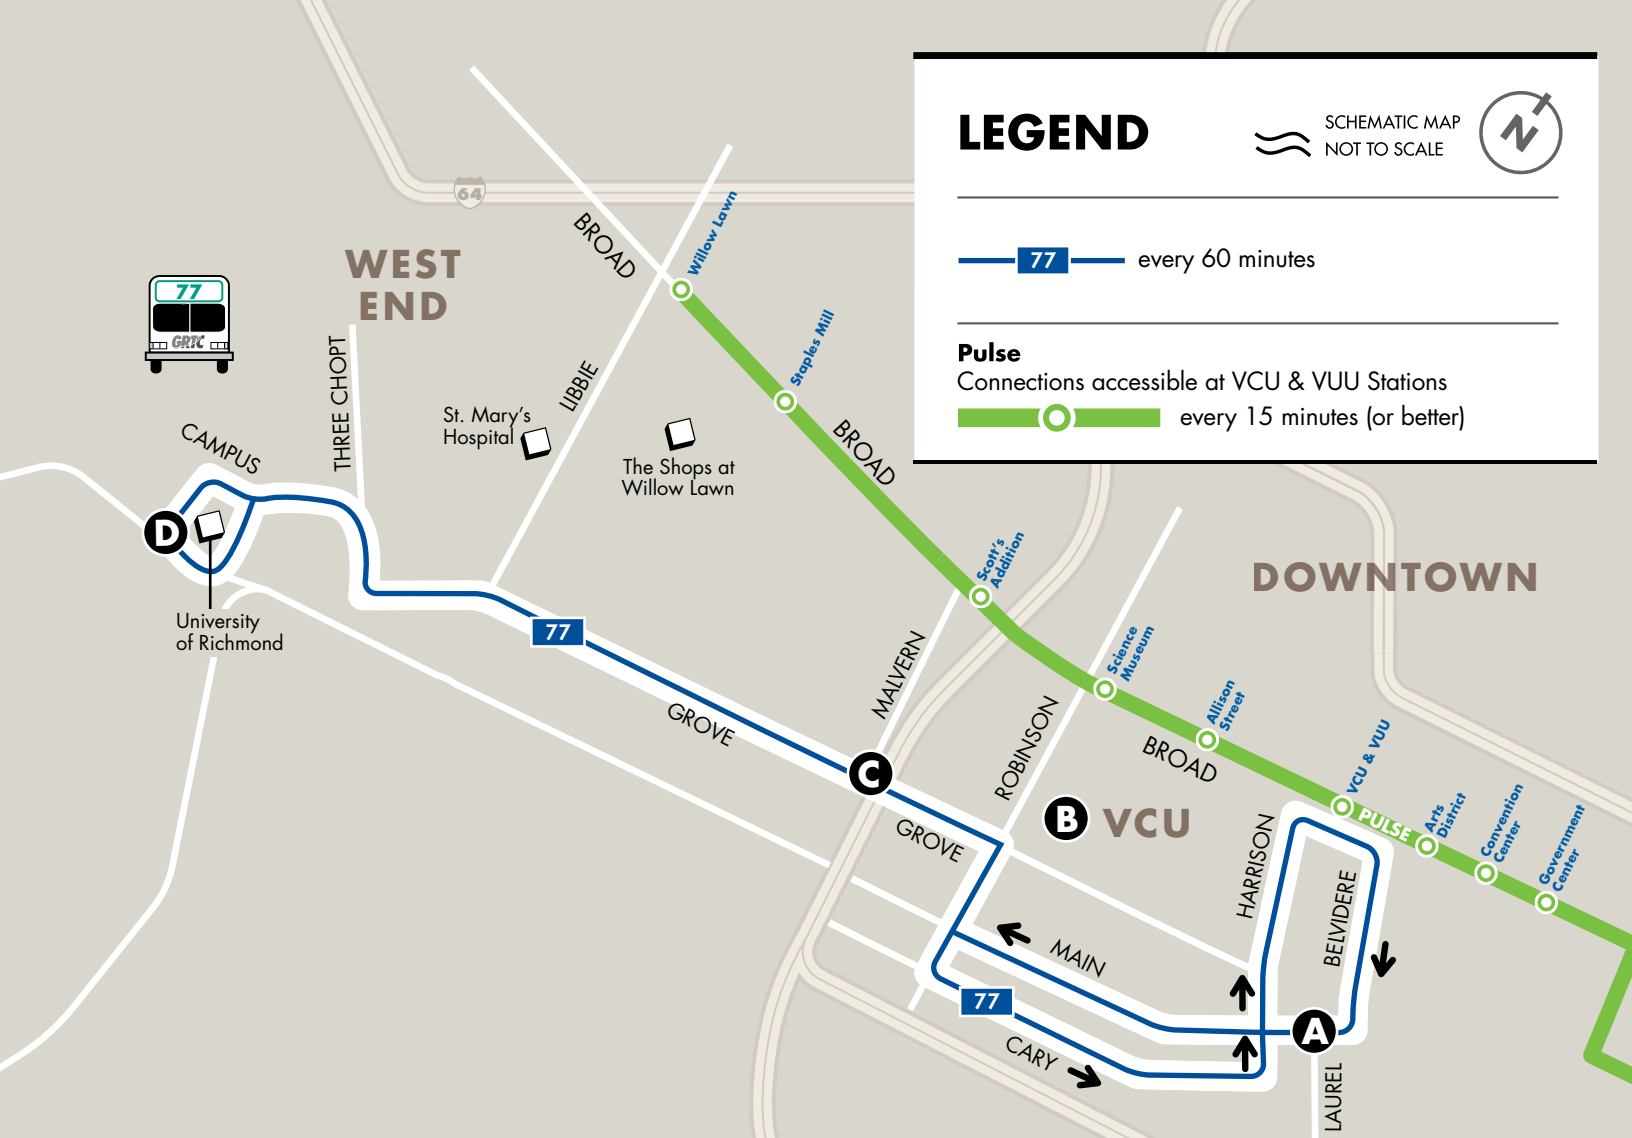 LEGEND
SCHEMATIC MAP
NOT TO SCALE
N
77
every 60 minutes
Pulse
Connections accessible at VCU & VUU Stations
every 15 minutes (or better)
64
WEST
END
77
GRTC
BROAD
Willow Lawn
Staples Mill
THREE CHOPT
LIBBIE
St. Mary's
Hospital
The Shops at
Willow Lawn
BROAD
CAMPUS
D
University
of Richmond
Scott's
Addition
DOWNTOWN
77
GROVE
MALVERN
Science
Museum
Allison
Street
ROBINSON
BROAD
C
GROVE
B
VCU
VCU & VUU
PULSE
Arts
District
Convention
Center
Government
Center
HARRISON
BELVIDERE
MAIN
77
CARY
A
LAUREL